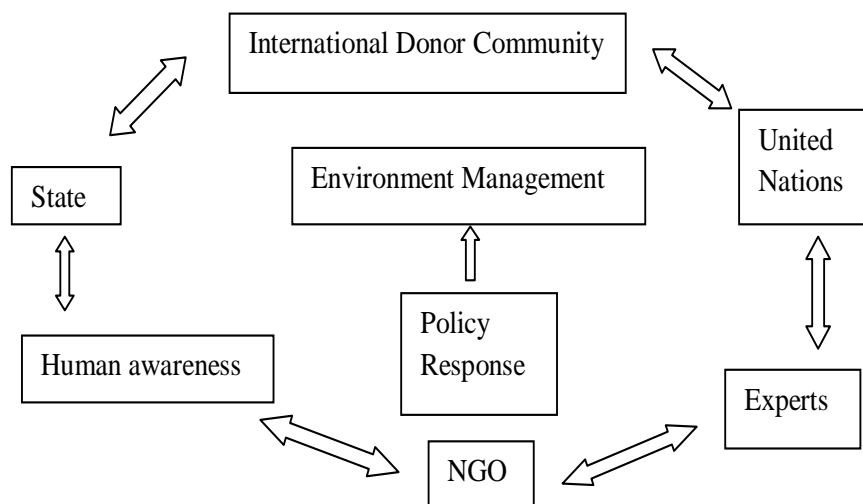 International Donor Community
United
Nations
Environment Management
State
Policy
Response
Human awareness
Experts
NGO